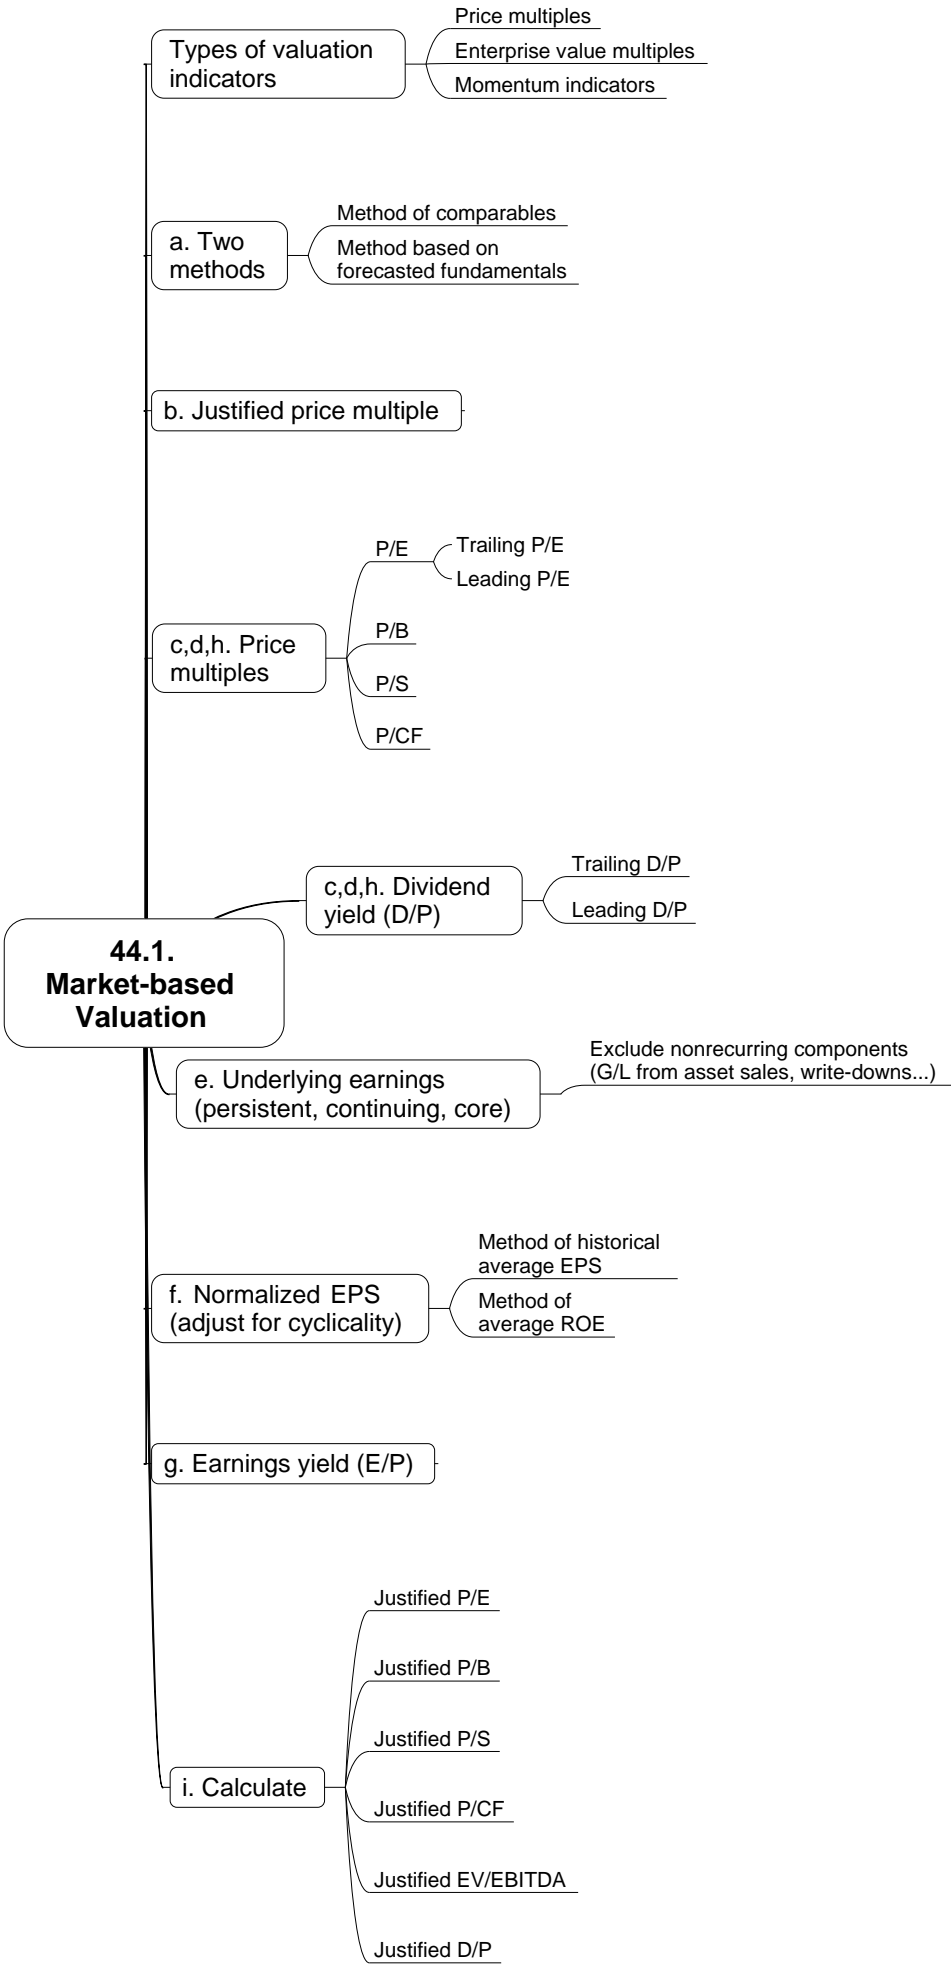 Types of valuation
indicators
Price multiples
Enterprise value multiples
Momentum indicators
a. Two
methods
Method of comparables
Method based on
forecasted fundamentals
b. Justified price multiple
c,d,h. Price
multiples
P/E
Trailing P/E
Leading P/E
P/B
P/S
P/CF
c,d,h. Dividend
yield (D/P)
Trailing D/P
Leading D/P
44.1.
Market-based
Valuation
e. Underlying earnings
(persistent, continuing, core)
Exclude nonrecurring components
(G/L from asset sales, write-downs...)
f. Normalized EPS
(adjust for cyclicality)
Method of historical
average EPS
Method of
average ROE
g. Earnings yield (E/P)
i. Calculate
Justified P/E
Justified P/B
Justified P/S
Justified P/CF
Justified EV/EBITDA
Justified D/P